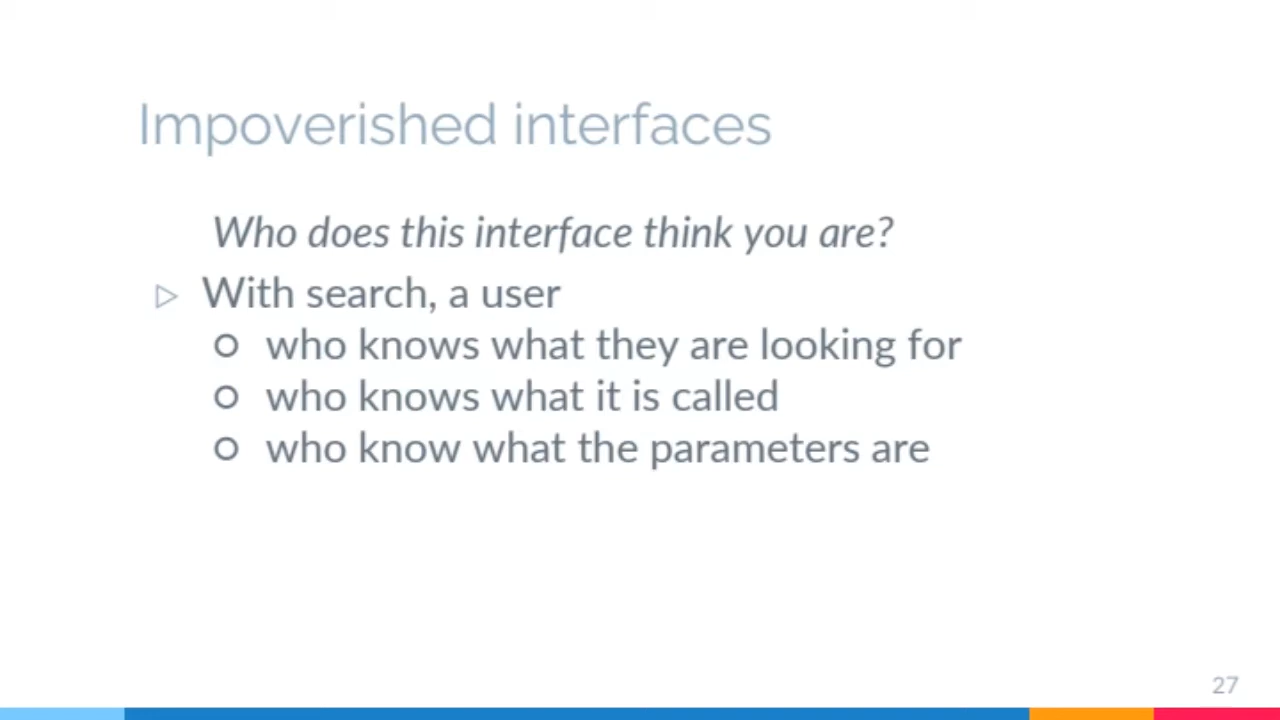 Impoverished interfaces
Who does this interface think you are?
▷ With search, a user
○ who knows what they are looking for
○ who knows what it is called
○ who know what the parameters are
27